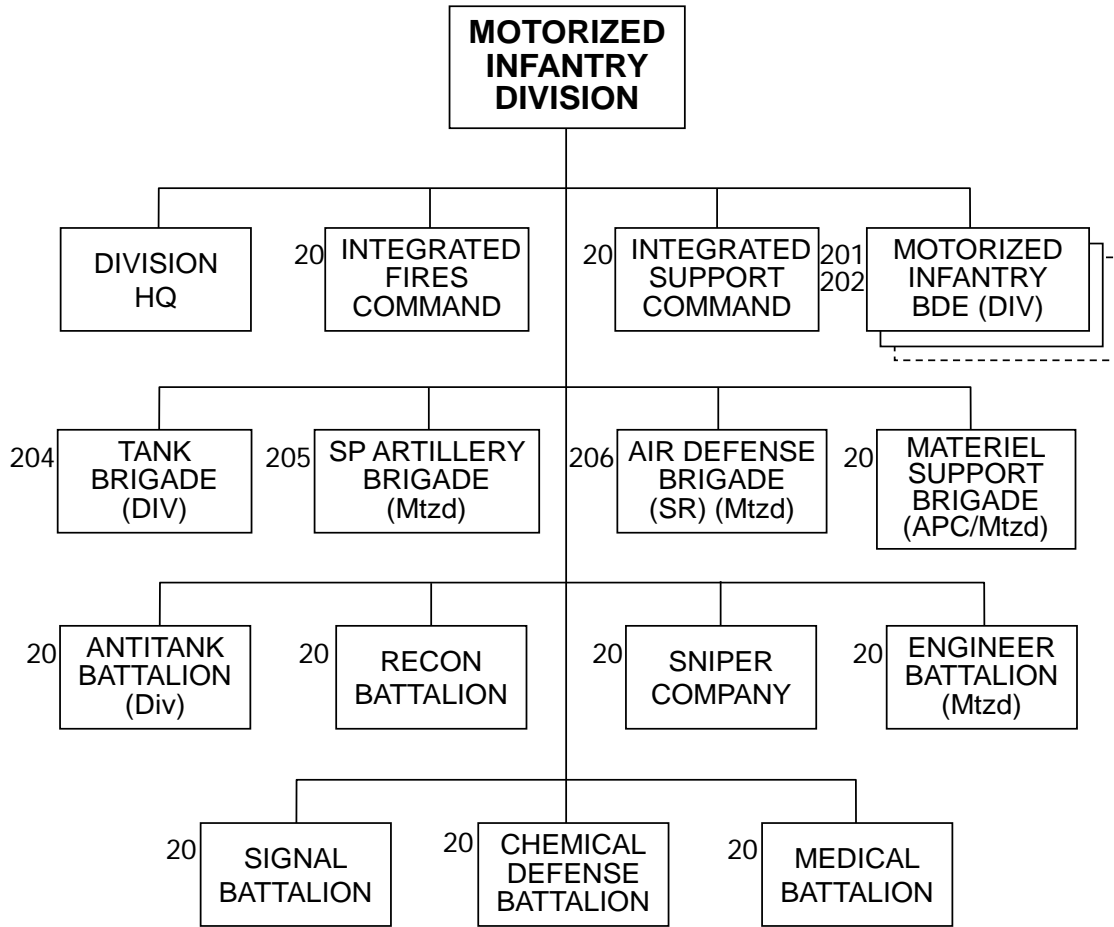 MOTORIZED
INFANTRY
DIVISION
DIVISION
HQ
20
INTEGRATED
FIRES
COMMAND
20
INTEGRATED
SUPPORT
COMMAND
201
202
MOTORIZED
INFANTRY
BDE (DIV)
204
TANK
BRIGADE
(DIV)
205
SP ARTILLERY
BRIGADE
(Mtzd)
206
AIR DEFENSE
BRIGADE
(SR) (Mtzd)
20
MATERIEL
SUPPORT
BRIGADE
(APC/Mtzd)
20
ANTITANK
BATTALION
(Div)
20
RECON
BATTALION
20
SNIPER
COMPANY
20
ENGINEER
BATTALION
(Mtzd)
20
SIGNAL
BATTALION
20
CHEMICAL
DEFENSE
BATTALION
20
MEDICAL
BATTALION